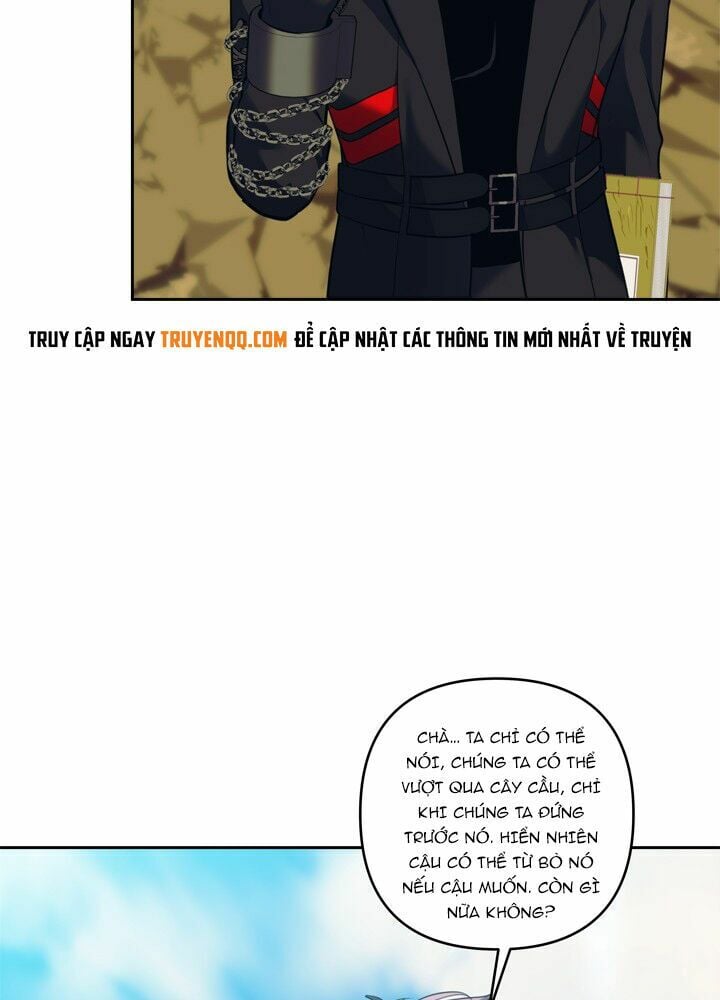 TRUY CẬP NGAY TRUYENQQ.COM ĐỂ CẬP NHẬT CÁC THÔNG TIN MỚI NHẤT VỀ TRUYỆN
CHÀ... TA CHỈ CÓ THỂ
NÓI, CHÚNG TA CÓ THỂ
VƯỢT QUA CÂY CẦU, CHỈ
KHI CHÚNG TA ĐỨNG
TRƯỚC NÓ. HIỂN NHIÊN
CẬU CÓ THỂ TỪ BỎ NÓ
NẾU CẬU MUỐN. CÒN GÌ
NỮA KHÔNG?